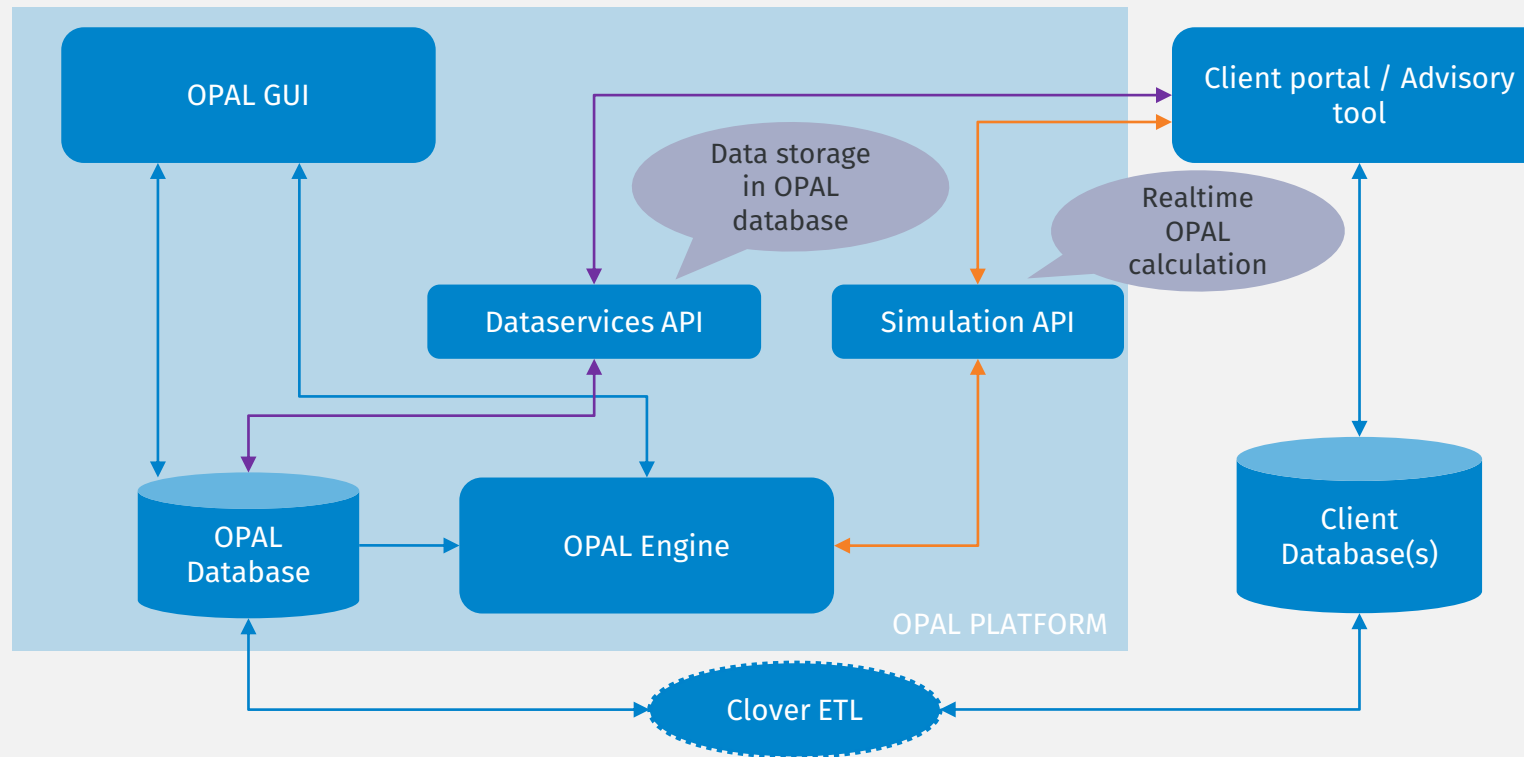 OPAL GUI
Client portal / Advisory
tool
Data storage
in OPAL
database
Realtime
OPAL
calculation
Dataservices API
Simulation API
OPAL
Database
OPAL Engine
Client
Database(s)
OPAL PLATFORM
Clover ETL